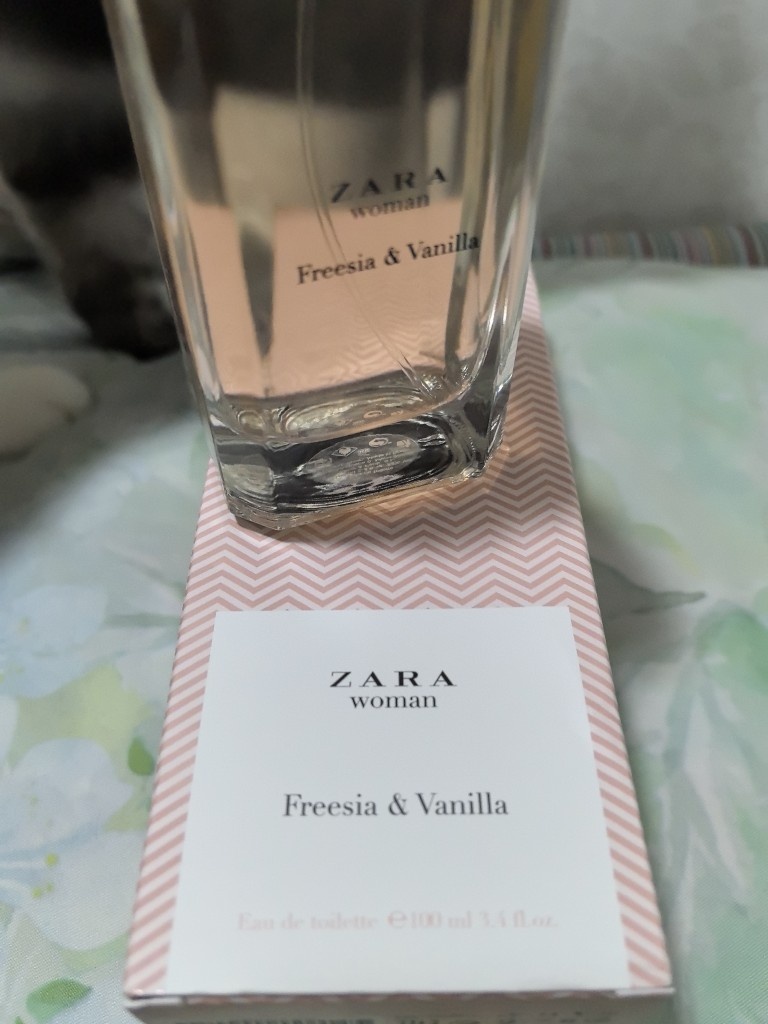 ZARA
woman
Freesia & Vanilla
ZARA
woman
Freesia & Vanilla
Eau de toilette ℮100 ml 3.4 fl.oz.